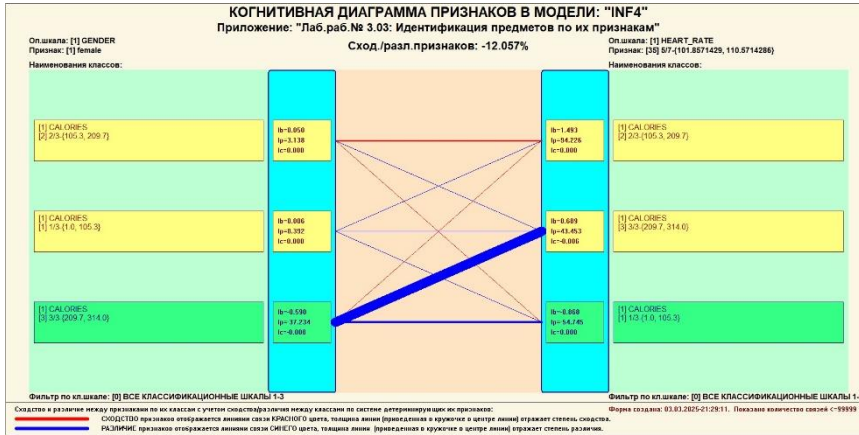 КОГНИТИВНАЯ ДИАГРАММА ПРИЗНАКОВ В МОДЕЛИ: "INF4"
Приложение: "Лаб.раб.№ 3.03: Идентификация предметов по их признакам"
Сход./разл.признаков: -12.057%
Оп.шкала: [1] GENDER
Признак: [1] female
Наименования классов:
Оп.шкала: [1] HEART_RATE
Признак: [35] 5/7-{101.8571429, 110.5714286}
Наименования классов:
[1] CALORIES
[2] 2/3-{105.3, 209.7}
Ib=0.050
Ip=3.138
Ic=0.000
Ib=1.493
Ip=94.226
Ic=0.000
[1] CALORIES
[2] 2/3-{105.3, 209.7}
[1] CALORIES
[1] 1/3-{1.0, 105.3}
Ip=8.392
Ic=0.000
Ib=0.689
Ip=43.453
Ic=-0.006
[1] CALORIES
[3] 3/3-{209.7, 314.0}
[1] CALORIES
[3] 3/3-{209.7, 314.0}
Ib=-0.590
Ip=-37.234
Ic=-0.000
Ip=-54.745
Ic=0.000
[1] CALORIES
[1] 1/3-{1.0, 105.3}
Фильтр по кл.шкале: [0] ВСЕ КЛАССИФИКАЦИОННЫЕ ШКАЛЫ 1-3
Фильтр по кл.шкале: [0] ВСЕ КЛАССИФИКАЦИОННЫЕ ШКАЛЫ 1-
Сходство и различие между признаками по их классам с учетом сходства/различия между классами по системе детерминирующих их признаков:
СХОДСТВО признаков отображается линиями связи КРАСНОГО цвета, толщина линии (приведенная в кружочке в центре линии) отражает степень сходства.
РАЗЛИЧИЕ признаков отображается линиями связи СИНЕГО цвета, толщина линии (приведенная в кружочке в центре линии) отражает степень различия.
Форма создана: 03.03.2025-21:29:11. Показано количество связей <=99999